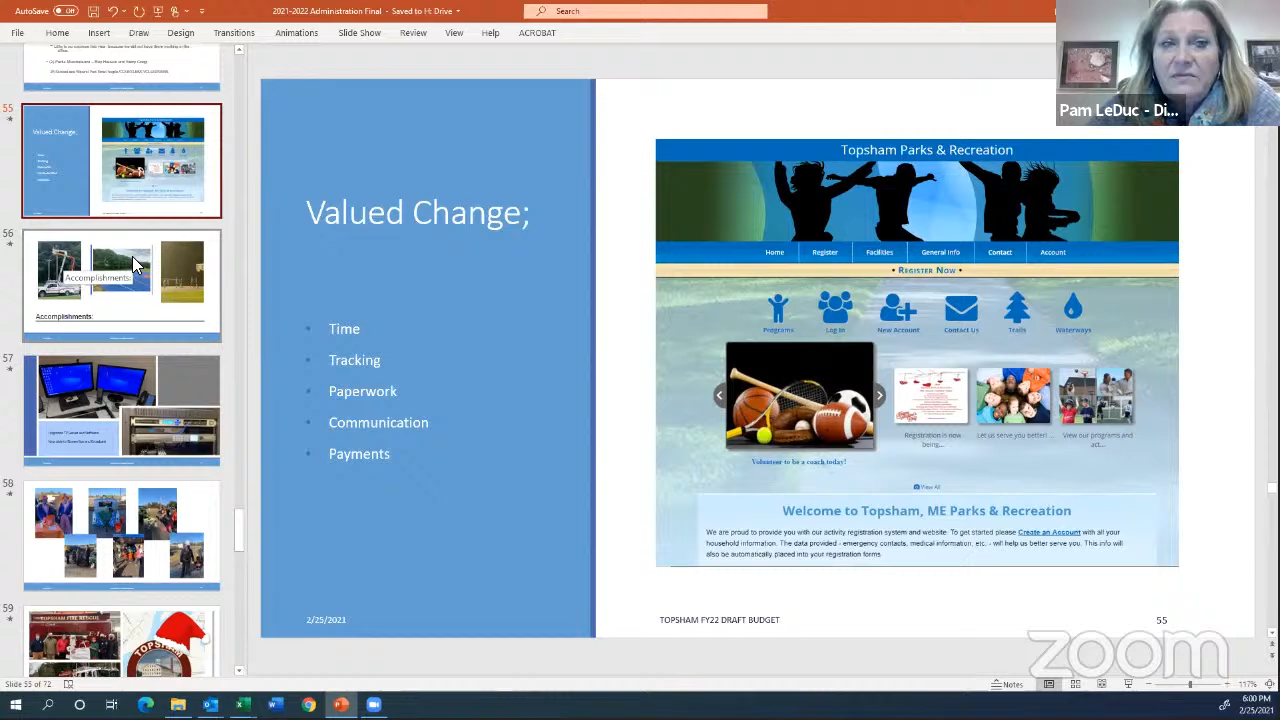 AutoSave Off
2021-2022 Administration Final - Saved to H: Drive
Search
File Home Insert Draw Design Transitions Animations Slide Show Review View Help ACROBAT
Pam LeDuc - Di...
55
Valued Change;
56
Accomplishments:
Accomplishments:
57
58
59
TOPSHAM FIRE RESCUE
TOPSHAM
Valued Change;
• Time
• Tracking
• Paperwork
• Communication
• Payments
2/25/2021
Topsham Parks & Recreation
Home Register Facilities General Info Contact Account
• REGISTER NOW •
Programs Log In New Account Contact Us Trails Waterways
Registration is now being...
Let us serve you better! ...
View our programs and act...
Volunteer to be a coach today!
View All
Welcome to Topsham, ME Parks & Recreation
We are proud to provide you with our activity registration system and website. To get started please Create an Account with all your
household information. The data provided - emergency contacts, medical information, etc. - will help us better serve you. This info will
also be automatically placed into your registration forms.
TOPSHAM FY22 DRAFT BUDGET
55
zoom
Slide 55 of 72
Notes
117%
6:00 PM
2/25/2021